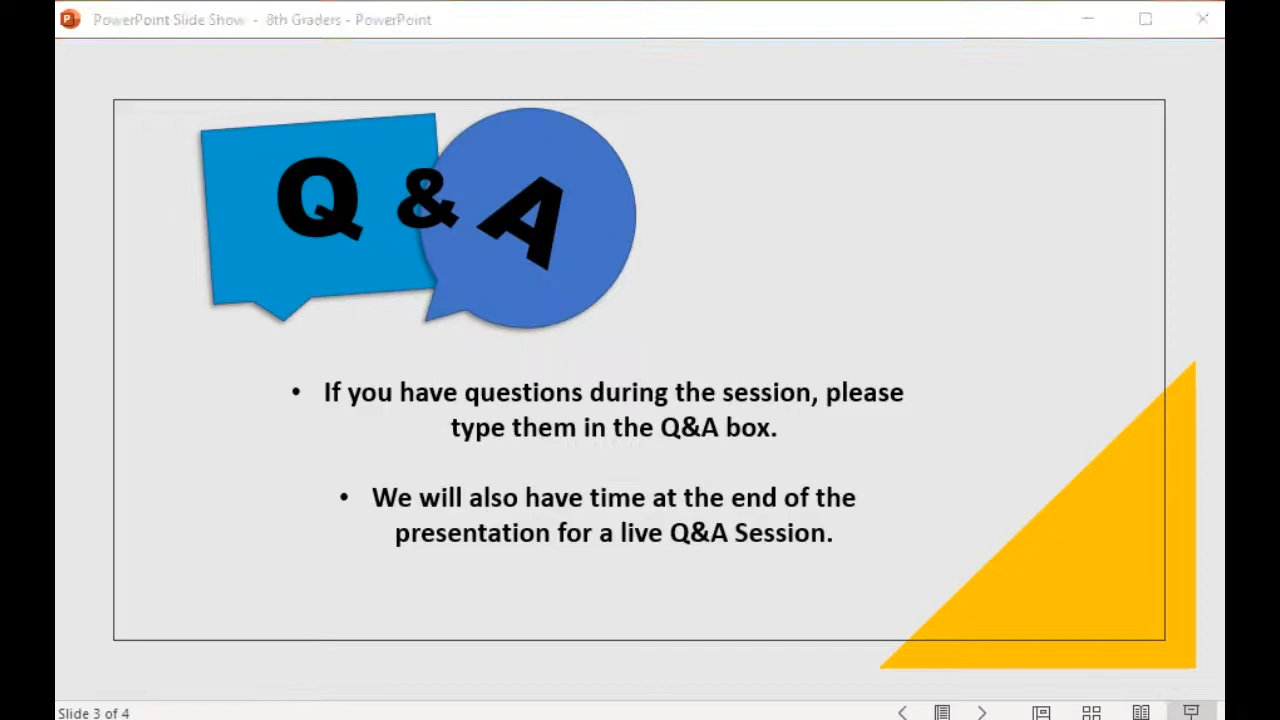 PowerPoint Slide Show - 8th Graders - PowerPoint
Q & A
• If you have questions during the session, please
type them in the Q&A box.
• We will also have time at the end of the
presentation for a live Q&A Session.
Slide 3 of 4